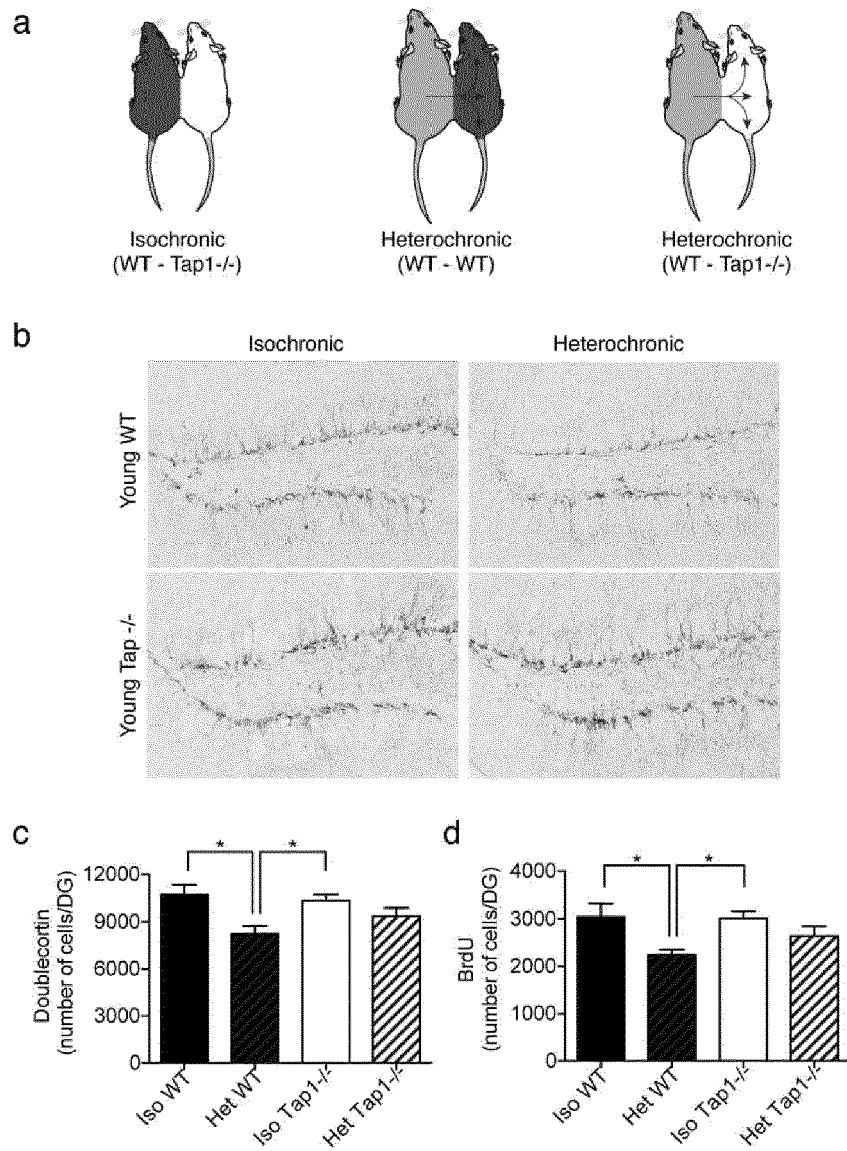 a
Isochronic
(WT - Tap1-/-)
Heterochronic
(WT - WT)
Heterochronic
(WT - Tap1-/-)
b
Isochronic
Heterochronic
Young WT
Young Tap -/-
c
Doublecortin
(number of cells/DG)
12000
9000
6000
3000
0
*
*
Iso WT
Het WT
Iso Tap1-/-
Het Tap1-/-
d
BrdU
(number of cells/DG)
4000
3000
2000
1000
0
*
*
Iso WT
Het WT
Iso Tap1-/-
Het Tap1-/-